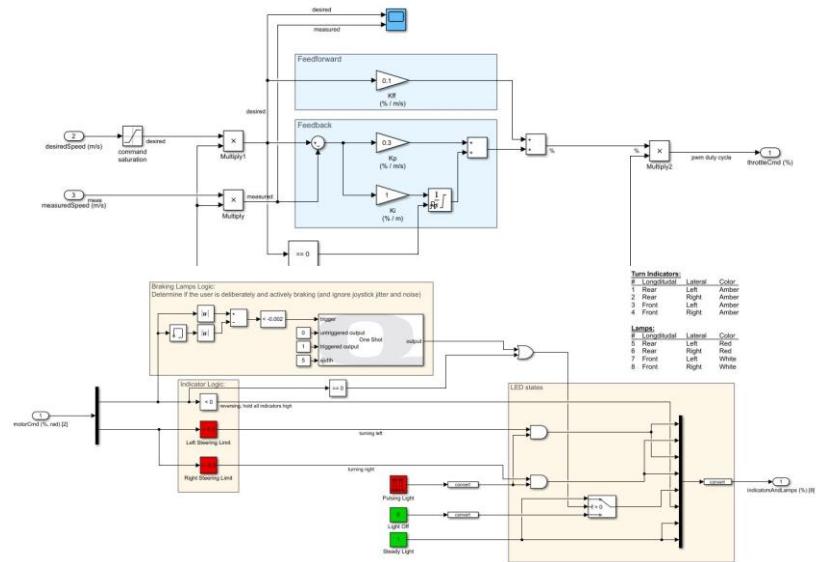 desired
measured
Feedforward
0.1
Kff
(% / m/s)
desired
Feedback
2
desiredSpeed (m/s)
command
saturation
desired
Multiply1
0.3
Kp
(% / m/s)
%
%
Multiply2
pwm duty cycle
1
throttleCmd (%)
3
measuredSpeed (m/s)
meas
Multiply
measured
1
Ki
(% / m)
== 0
Turn Indicators:
# Longditudal Lateral Color
1 Rear Left Amber
2 Rear Right Amber
3 Front Left Amber
4 Front Right Amber
Lamps:
# Longditudal Lateral Color
5 Rear Left Red
6 Rear Right Red
7 Front Left White
8 Front Right White
Braking Lamps Logic:
Determine if the user is deliberately and actively braking (and ignore joystick jitter and noise)
|u|
|u|
< -0.002
trigger
0
untriggered output
1
triggered output
5
One Shot
output
Indicator Logic:
== 0
< 0
reversing, hold all indicators high
1
motorCmd (%, rad) [2]
Left Steering Limit
turning left
Right Steering Limit
turning right
LED states
Pulsing Light
convert
Light Off
convert
Steady Light
convert
1
indicatorsAndLamps (%) [8]